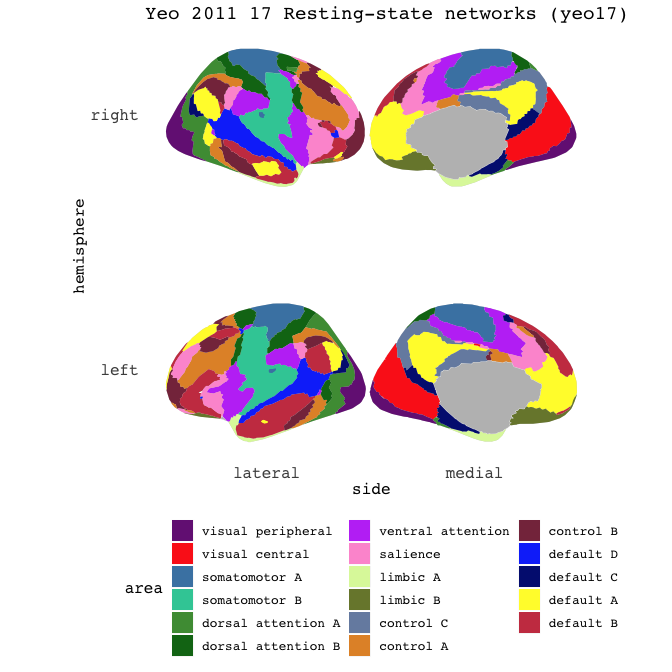 Yeo 2011 17 Resting-state networks (yeo17)
right
hemisphere
left
lateral medial
side
area
visual peripheral
visual central
somatomotor A
somatomotor B
dorsal attention A
dorsal attention B
ventral attention
salience
limbic A
limbic B
control C
control A
control B
default D
default C
default A
default B